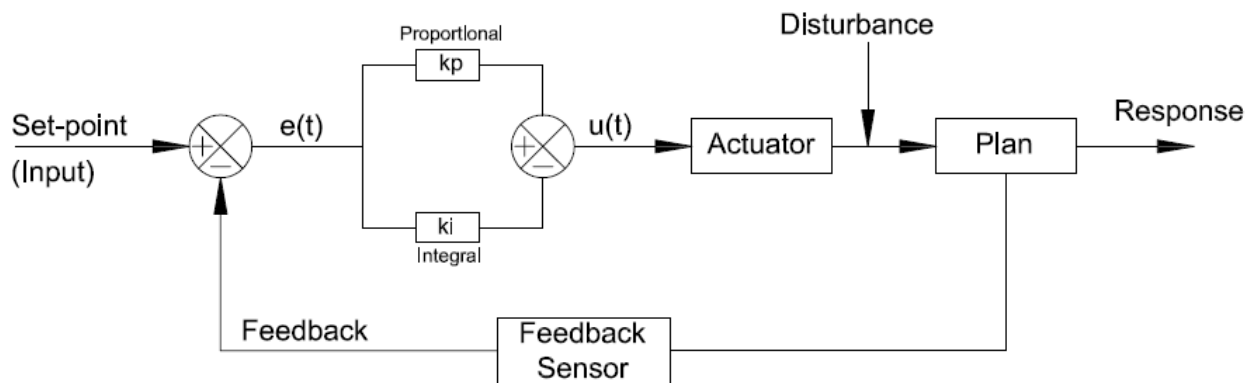 Disturbance
Proportional
kp
Set-point
(Input)
+
−
e(t)
+
−
u(t)
Actuator
Plan
Response
ki
Integral
Feedback
Feedback
Sensor